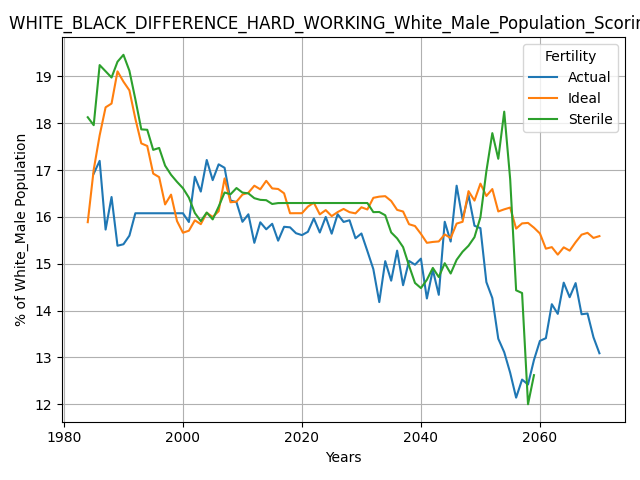 WHITE_BLACK_DIFFERENCE_HARD_WORKING_White_Male_Population_Scorin
Fertility
Actual
Ideal
Sterile
% of White_Male Population
19
18
17
16
15
14
13
12
1980
2000
2020
2040
2060
Years